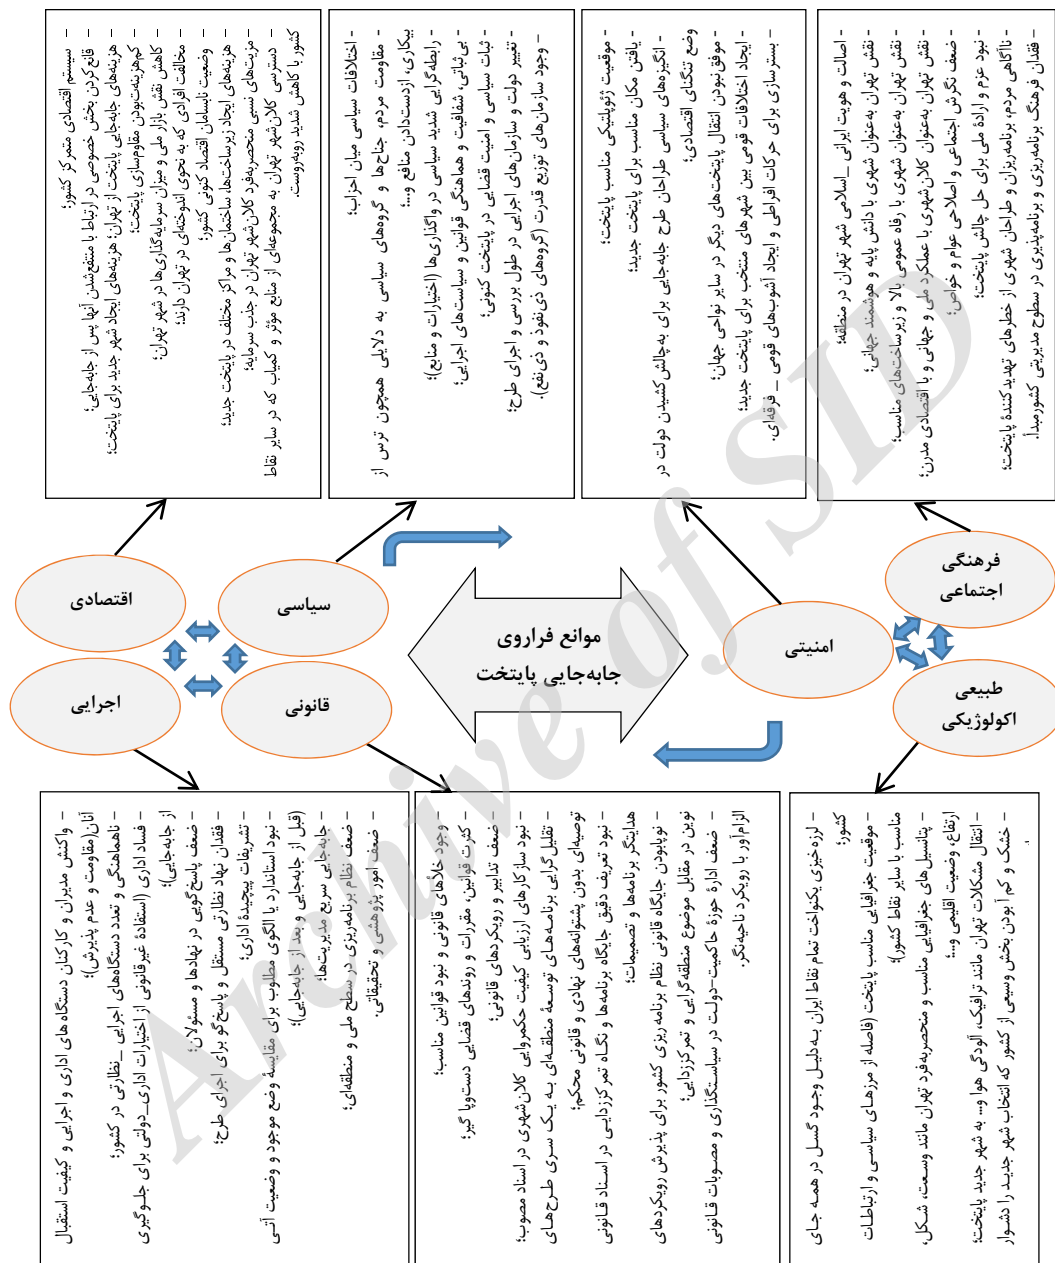 - سیستم اقتصادی متمرکز کشور؛
- قانع‌کردن بخش خصوصی در ارتباط با منتفع‌شدن آنها پس از جابه‌جایی؛
- هزینه‌های جابه‌جایی پایتخت از تهران؛ هزینه‌های ایجاد شهر جدید برای پایتخت؛
- کم‌هزینه‌بودن مقاوم‌سازی پایتخت؛
- کاهش نقش بازار ملی و میزان سرمایه‌گذاری‌ها در شهر تهران؛
- مخالفت افرادی که به نحوی اندوخته‌ای در تهران دارند؛
- وضعیت نابسامان اقتصاد کنونی کشور؛
- هزینه‌های ایجاد زیرساخت‌ها، ساختمان‌ها و مراکز مختلف در پایتخت جدید؛
- مزیت‌های نسبی منحصربه‌فرد کلان‌شهر تهران در جذب سرمایه؛
- دسترسی کلان‌شهر تهران به مجموعه‌ای از منابع مؤثر و کمیاب که در سایر نقاط
کشور با کاهش شدید روبه‌روست.
- اختلافات سیاسی میان احزاب؛
- مقاومت مردم، جناح‌ها و گروه‌های سیاسی به دلایلی همچون ترس از
بیکاری، ازدست‌دادن منافع و...؛
- رابطه‌گرایی شدید سیاسی در واگذاری‌ها (اختیارات و منابع)؛
- بی‌ثباتی، شفافیت و هماهنگی قوانین و سیاست‌های اجرایی؛
- ثبات سیاسی و امنیت قضایی در پایتخت کنونی؛
- تغییر دولت و سازمان‌های اجرایی در طول بررسی و اجرای طرح؛
- وجود سازمان‌های توزیع قدرت (گروه‌های ذی‌نفوذ و ذی‌نفع).
- موقعیت ژئوپلیتیکی مناسب پایتخت؛
- یافتن مکان مناسب برای پایتخت جدید؛
- انگیزه‌های سیاسی طراحان طرح جابه‌جایی برای به‌چالش‌کشیدن دولت در
وضع تنگنای اقتصادی؛
- موفق نبودن انتقال پایتخت‌های دیگر در سایر نواحی جهان؛
- ایجاد اختلافات قومی بین شهرهای منتخب برای پایتخت جدید؛
- بسترسازی برای حرکات افراطی و ایجاد آشوب‌های قومی _ فرقه‌ای.
- اصالت و هویت ایرانی _اسلامی شهر تهران در منطقه؛
- نقش تهران به‌عنوان شهری با دانش پایه و هوشمند جهانی؛
- نقش تهران به‌عنوان شهری با رفاه عمومی بالا و زیرساخت‌های مناسب؛
- نقش تهران به‌عنوان کلان‌شهری با عملکرد ملی و جهانی و با اقتصادی مدرن؛
- ضعف نگرش اجتماعی و اصلاحی عوام و خواص؛
- نبود عزم و ارادهٔ ملی برای حل چالش پایتخت؛
- ناآگاهی مردم، برنامه‌ریزان و طراحان شهری از خطرهای تهدیدکنندهٔ پایتخت؛
- فقدان فرهنگ برنامه‌ریزی و برنامه‌پذیری در سطوح مدیریتی کشورمبدأ.
اقتصادی
سیاسی
اجرایی
قانونی
موانع فراروی
جابه‌جایی پایتخت
امنیتی
فرهنگی
اجتماعی
طبیعی
اکولوژیکی
- واکنش مدیران و کارکنان دستگاه های اداری و اجرایی و کیفیت استقبال
آنان(مقاومت و عدم پذیرش)؛
- ناهماهنگی و تعدد دستگاه‌های اجرایی _نظارتی در کشور؛
- فساد اداری (استفادهٔ غیرقانونی از اختیارات اداری_دولتی برای جلوگیری
از جابه‌جایی)؛
- ضعف پاسخ‌گویی در نهادها و مسئولان؛
- فقدان نهاد نظارتی مستقل و پاسخ‌گو برای اجرای طرح؛
- تشریفات پیچیدهٔ اداری؛
- نبود استاندارد یا الگوی مطلوب برای مقایسهٔ وضع موجود و وضعیت آتی
(قبل از جابه‌جایی و بعد از جابه‌جایی)؛
- جابه‌جایی سریع مدیریت‌ها؛
- ضعف نظام برنامه‌ریزی در سطح ملی و منطقه‌ای؛
- ضعف امور پژوهشی و تحقیقاتی.
- وجود خلأهای قانونی و نبود قوانین مناسب؛
- کثرت قوانین، مقررات و روندهای قضایی دست‌وپا گیر؛
- ضعف تدابیر و رویکردهای قانونی؛
- نبود سازکارهای ارزیابی کیفیت حکمروایی کلان‌شهری در اسناد مصوب؛
- تقلیل‌گرایی برنامه‌های توسعهٔ منطقه‌ای به یک سری طرح‌های
توصیه‌ای بدون پشتوانه‌های نهادی و قانونی محکم؛
- نبود تعریف دقیق جایگاه برنامه‌ها و نگاه تمرکززدایی در اسناد قانونی
هدایتگر برنامه‌ها و تصمیمات؛
- نوپابودن جایگاه قانونی نظام برنامه ریزی کشور برای پذیرش رویکردهای
نوین در مقابل موضوع منطقه‌گرایی و تمرکززدایی؛
- ضعف ادارهٔ حوزهٔ حاکمیت-دولت در سیاستگذاری و مصوبات قانونی
الزام‌آور با رویکرد ناحیه‌نگر.
- لرزه‌خیزی یکنواخت تمام نقاط ایران به‌دلیل وجود گسل در همه جای
کشور؛
- موقعیت جغرافیایی مناسب پایتخت (فاصله از مرزهای سیاسی و ارتباطات
مناسب با سایر نقاط کشور)؛
- پتانسیل‌های جغرافیایی مناسب و منحصربه‌فرد تهران مانند وسعت، شکل،
ارتفاع، وضعیت اقلیمی و...؛
- انتقال مشکلات تهران مانند ترافیک، آلودگی هوا و... به شهر جدید پایتخت؛
- خشک و کم آبودن بخش وسیعی از کشور که انتخاب شهر جدید را دشوار
.
Archive of SID